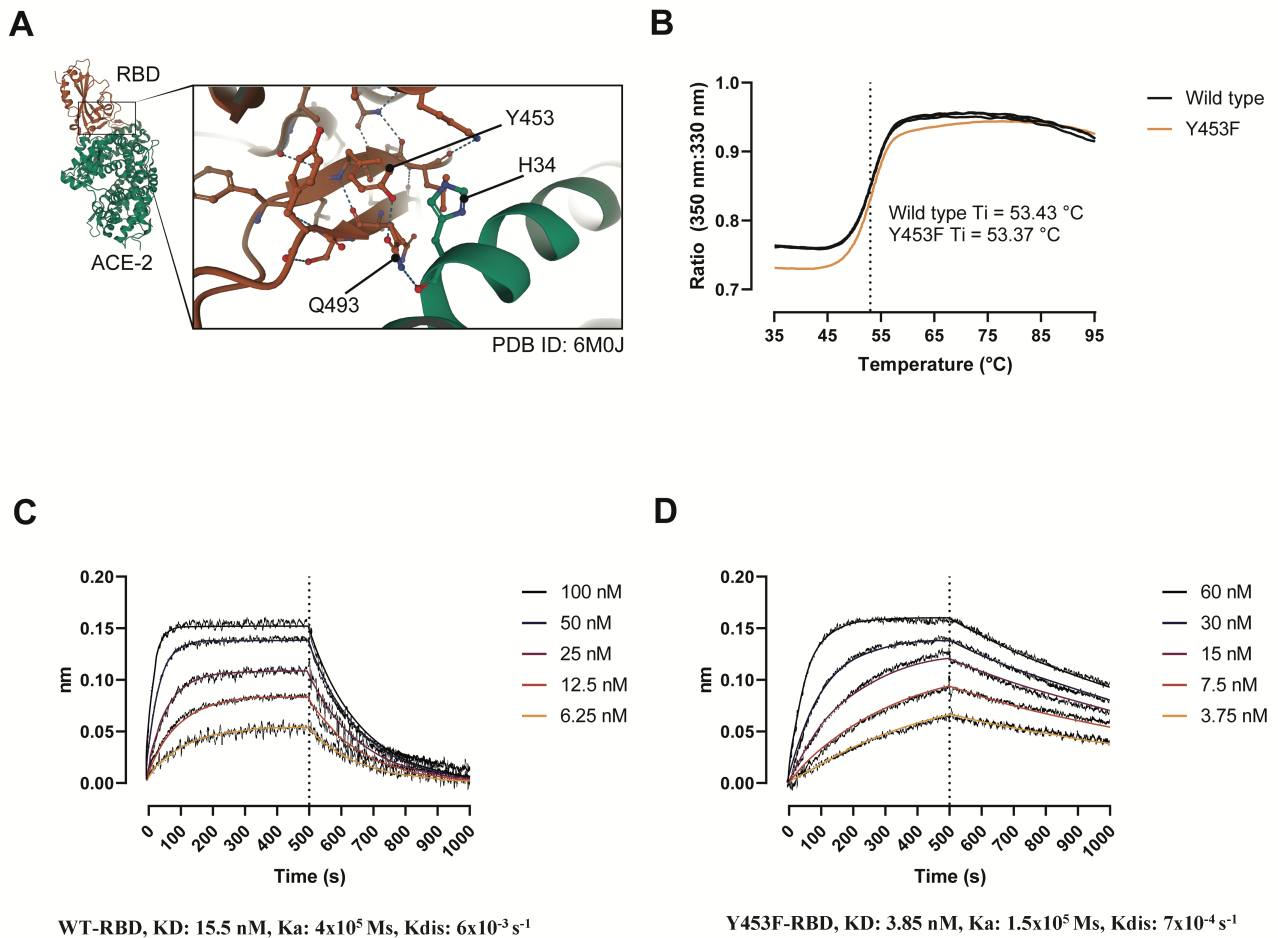 A
RBD
ACE-2
Y453
H34
Q493
PDB ID: 6M0J
B
Ratio (350 nm:330 nm)
1.0
0.9
0.8
0.7
Wild type Ti = 53.43 °C
Y453F Ti = 53.37 °C
35 45 55 65 75 85 95
Temperature (°C)
Wild type
Y453F
C
nm
0.20
0.15
0.10
0.05
0.00
0 100 200 300 400 500 600 700 800 900 1000
Time (s)
100 nM
50 nM
25 nM
12.5 nM
6.25 nM
WT-RBD, KD: 15.5 nM, Ka: 4x10⁵ Ms, Kdis: 6x10⁻³ s⁻¹
D
nm
0.20
0.15
0.10
0.05
0.00
0 100 200 300 400 500 600 700 800 900 1000
Time (s)
60 nM
30 nM
15 nM
7.5 nM
3.75 nM
Y453F-RBD, KD: 3.85 nM, Ka: 1.5x10⁵ Ms, Kdis: 7x10⁻⁴ s⁻¹